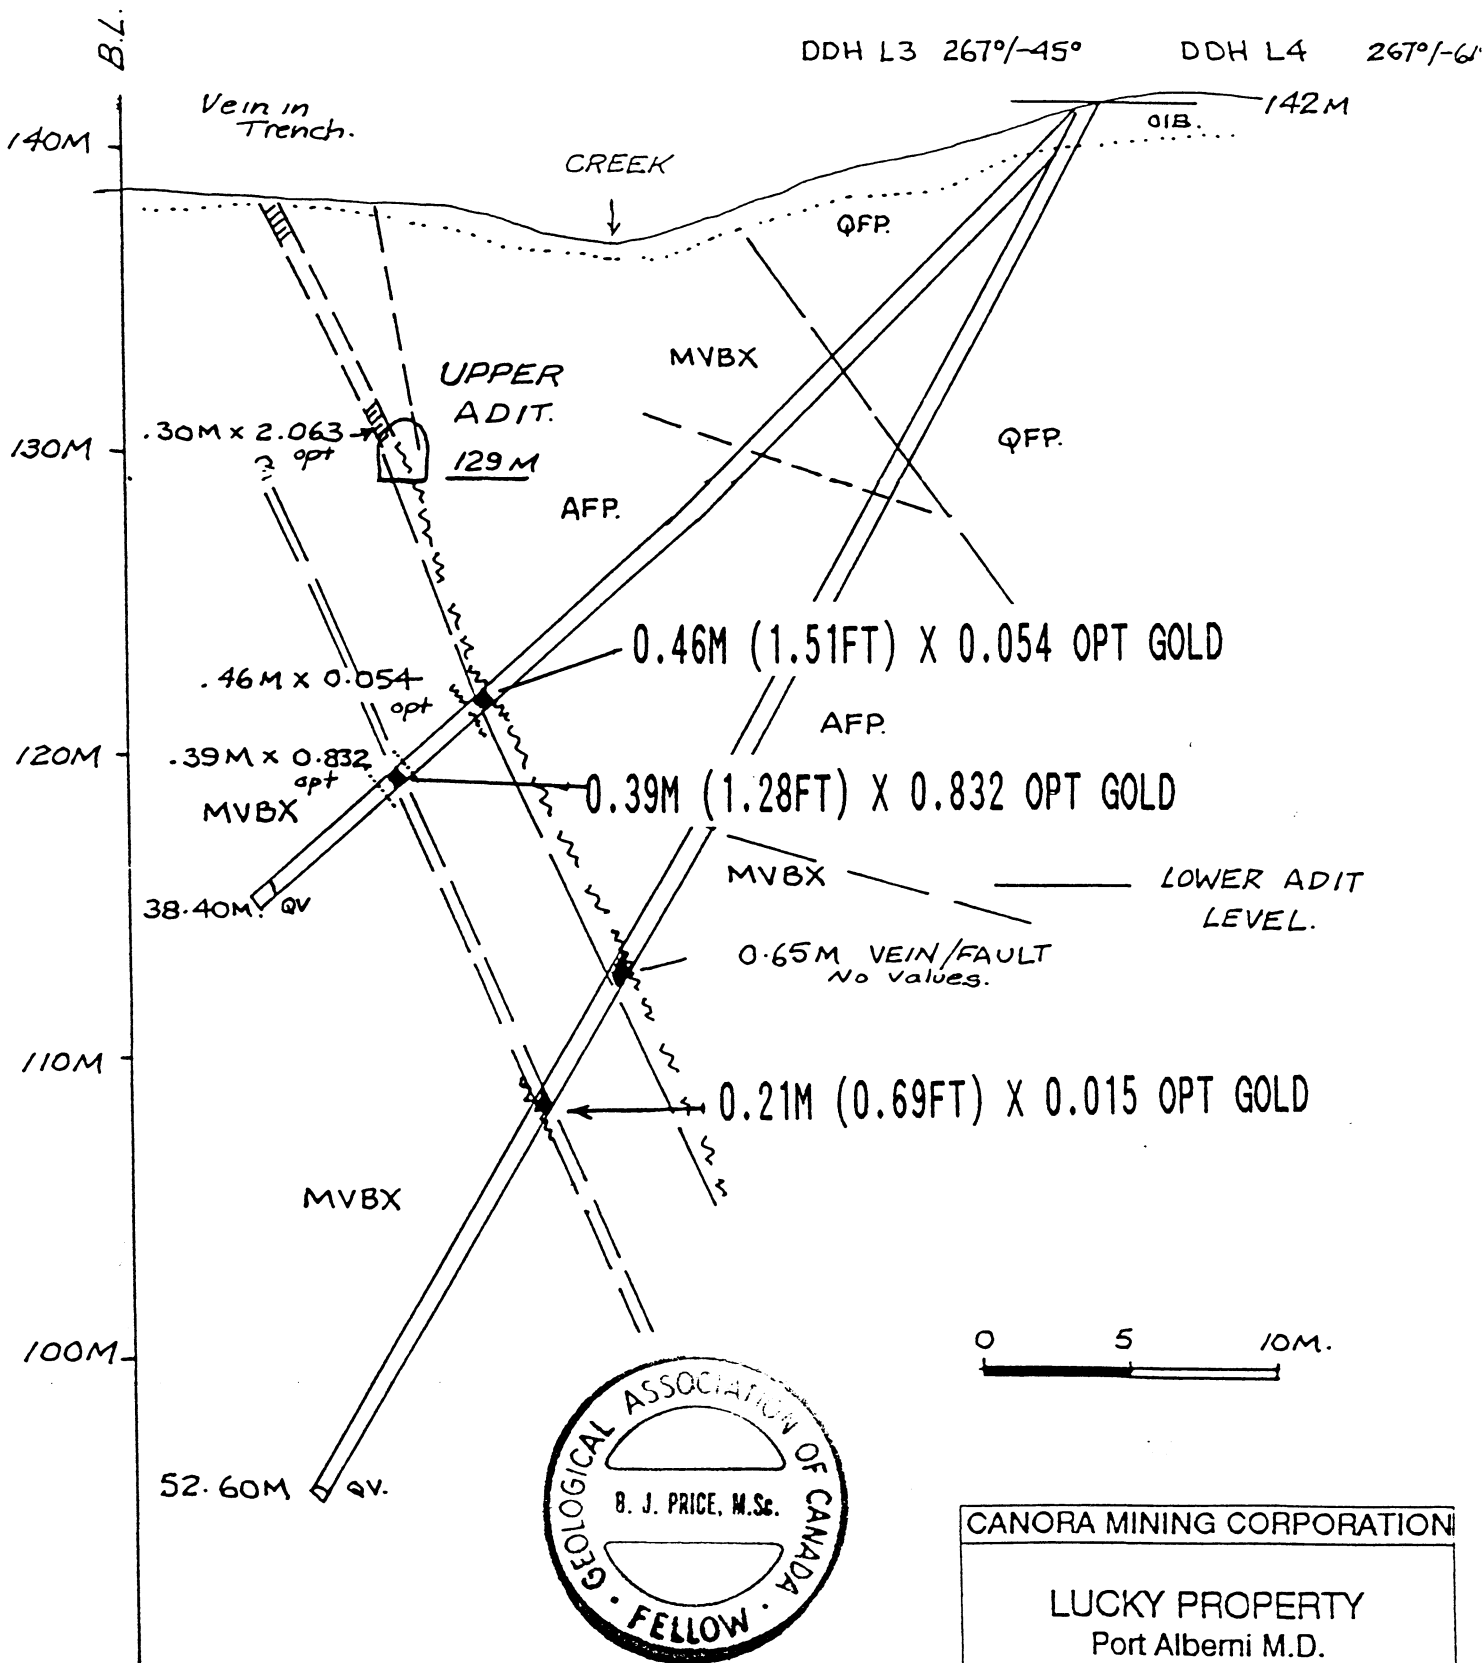 B.L.
DDH L3 267°/-45° DDH L4 267°/-61°
Vein in
Trench.
142M
O/B.
140M
CREEK
QFP.
MVBX
UPPER
ADIT.
.30M x 2.063
opt
130M
129M
QFP.
AFP.
0.46M (1.51FT) X 0.054 OPT GOLD
.46M x 0.054
opt
AFP.
120M
.39M x 0.832
opt
0.39M (1.28FT) X 0.832 OPT GOLD
MVBX
MVBX
LOWER ADIT
LEVEL.
38.40M. QV
0.65M VEIN/FAULT
No values.
110M
0.21M (0.69FT) X 0.015 OPT GOLD
MVBX
100M
0 5 10M.
52.60M QV.
GEOLOGICAL ASSOCIATION OF CANADA
B. J. PRICE, M.Sc.
FELLOW
CANORA MINING CORPORATION
LUCKY PROPERTY
Port Alberni M.D.